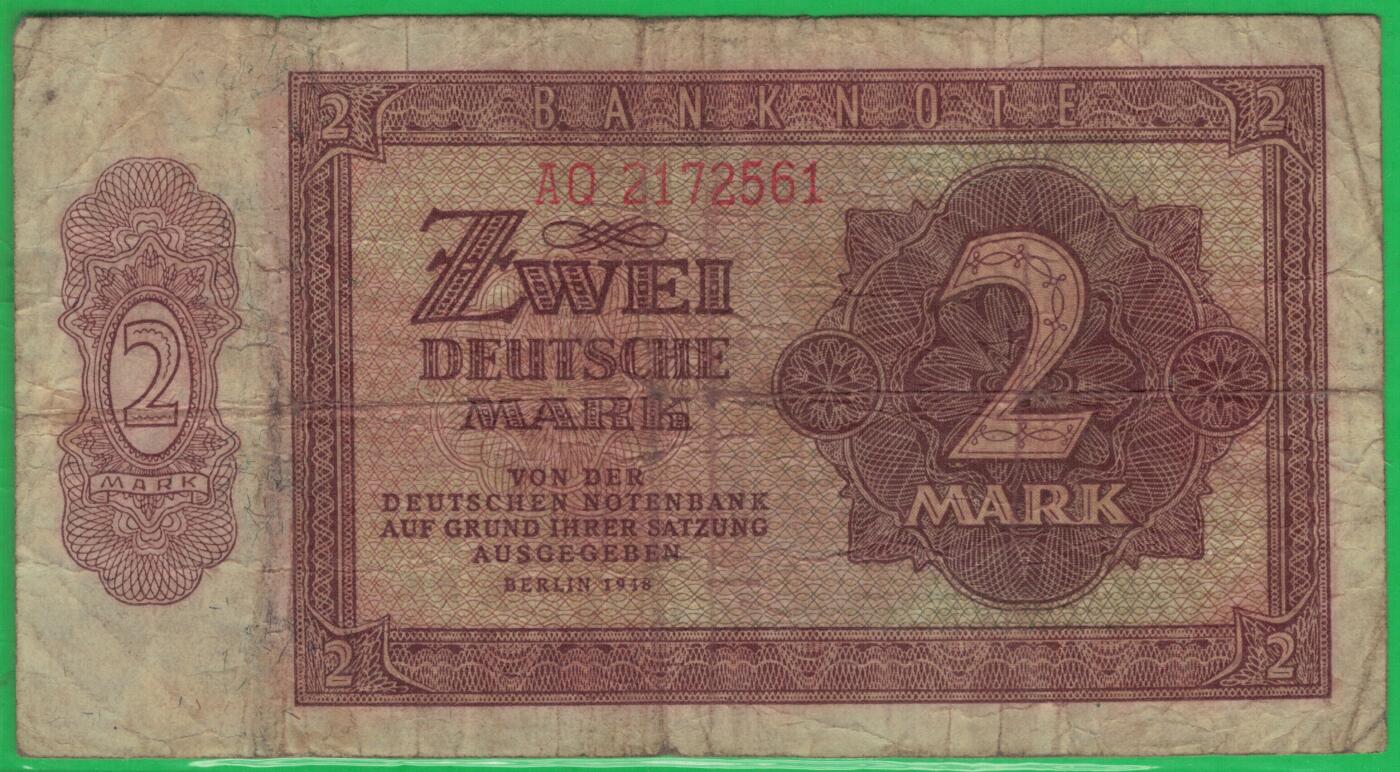 2 BANKNOTE 2
AQ 2172561
ZWEI
DEUTSCHE
MARK
VON DER
DEUTSCHEN NOTENBANK
AUF GRUND IHRER SATZUNG
AUSGEGEBEN
BERLIN 1948
2
MARK
2
MARK
2 2